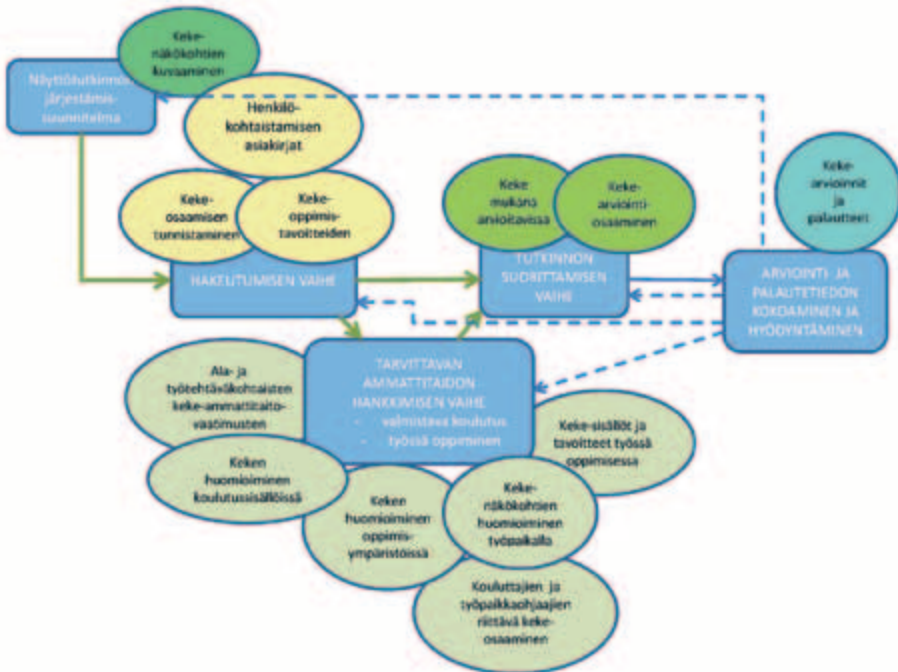 Keke-
näkökohtien
kuvaaminen
Näyttötutkinnon
järjestämis-
suunnitelma
Henkilö-
kohtaistamisen
asiakirjat
Keke-
osaamisen
tunnistaminen
Keke-
oppimis-
tavoitteiden
Keke
mukana
arvioitavissa
Keke-
arviointi-
osaaminen
Keke-
arvioinnit
ja
palautteet
HAKEUTUMISEN VAIHE
TUTKINNON
SUORITTAMISEN
VAIHE
ARVIOINTI- JA
PALAUTETIEDON
KOKOAMINEN JA
HYÖDYNTÄMINEN
TARVITTAVAN
AMMATTITAIDON
HANKKIMISEN VAIHE
- valmistava koulutus
- työssä oppiminen
Ala- ja
työtehtäväkohtaisten
keke-ammattitaito-
vaatimusten
Keken
huomioiminen
koulutussisällöissä
Keken
huomioiminen
oppimis-
ympäristöissä
Keke-
näkökohtien
huomioiminen
työpaikalla
Keke-sisällöt ja
tavoitteet työssä
oppimisessa
Kouluttajien ja
työpaikkaohjaajien
riittävä keke-
osaaminen